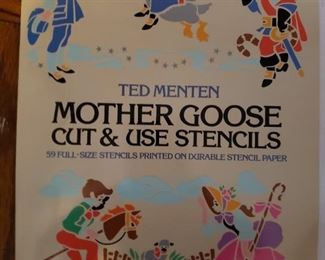 TED MENTEN
MOTHER GOOSE
CUT & USE STENCILS
59 FULL-SIZE STENCILS PRINTED ON DURABLE STENCIL PAPER